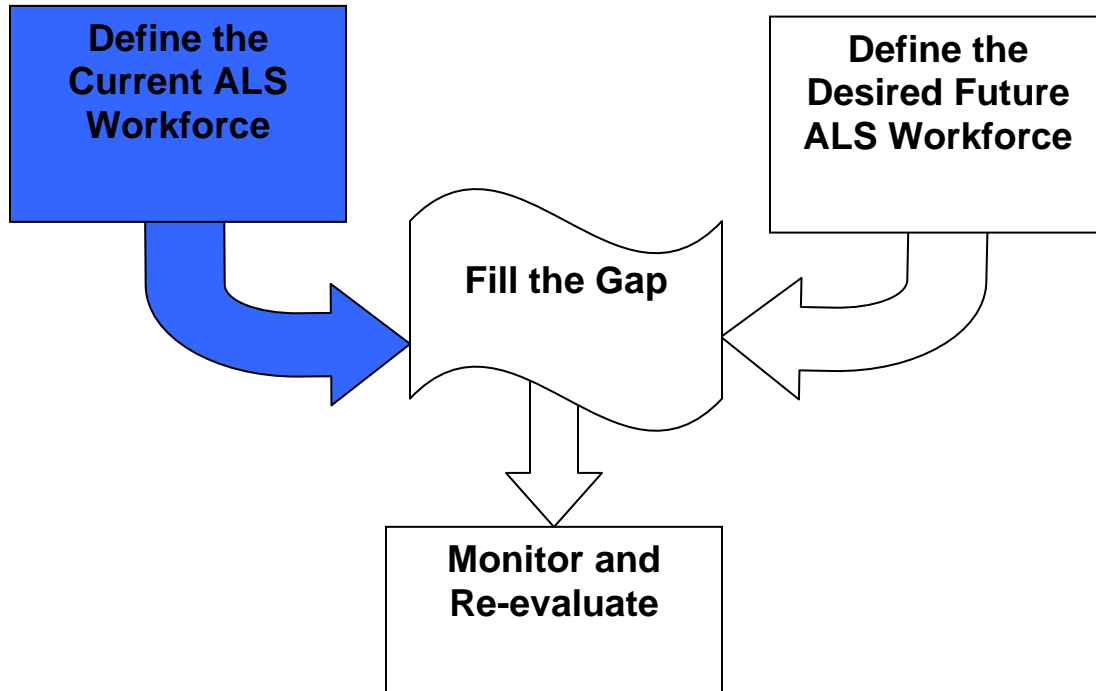 Define the
Current ALS
Workforce
Define the
Desired Future
ALS Workforce
Fill the Gap
Monitor and
Re-evaluate